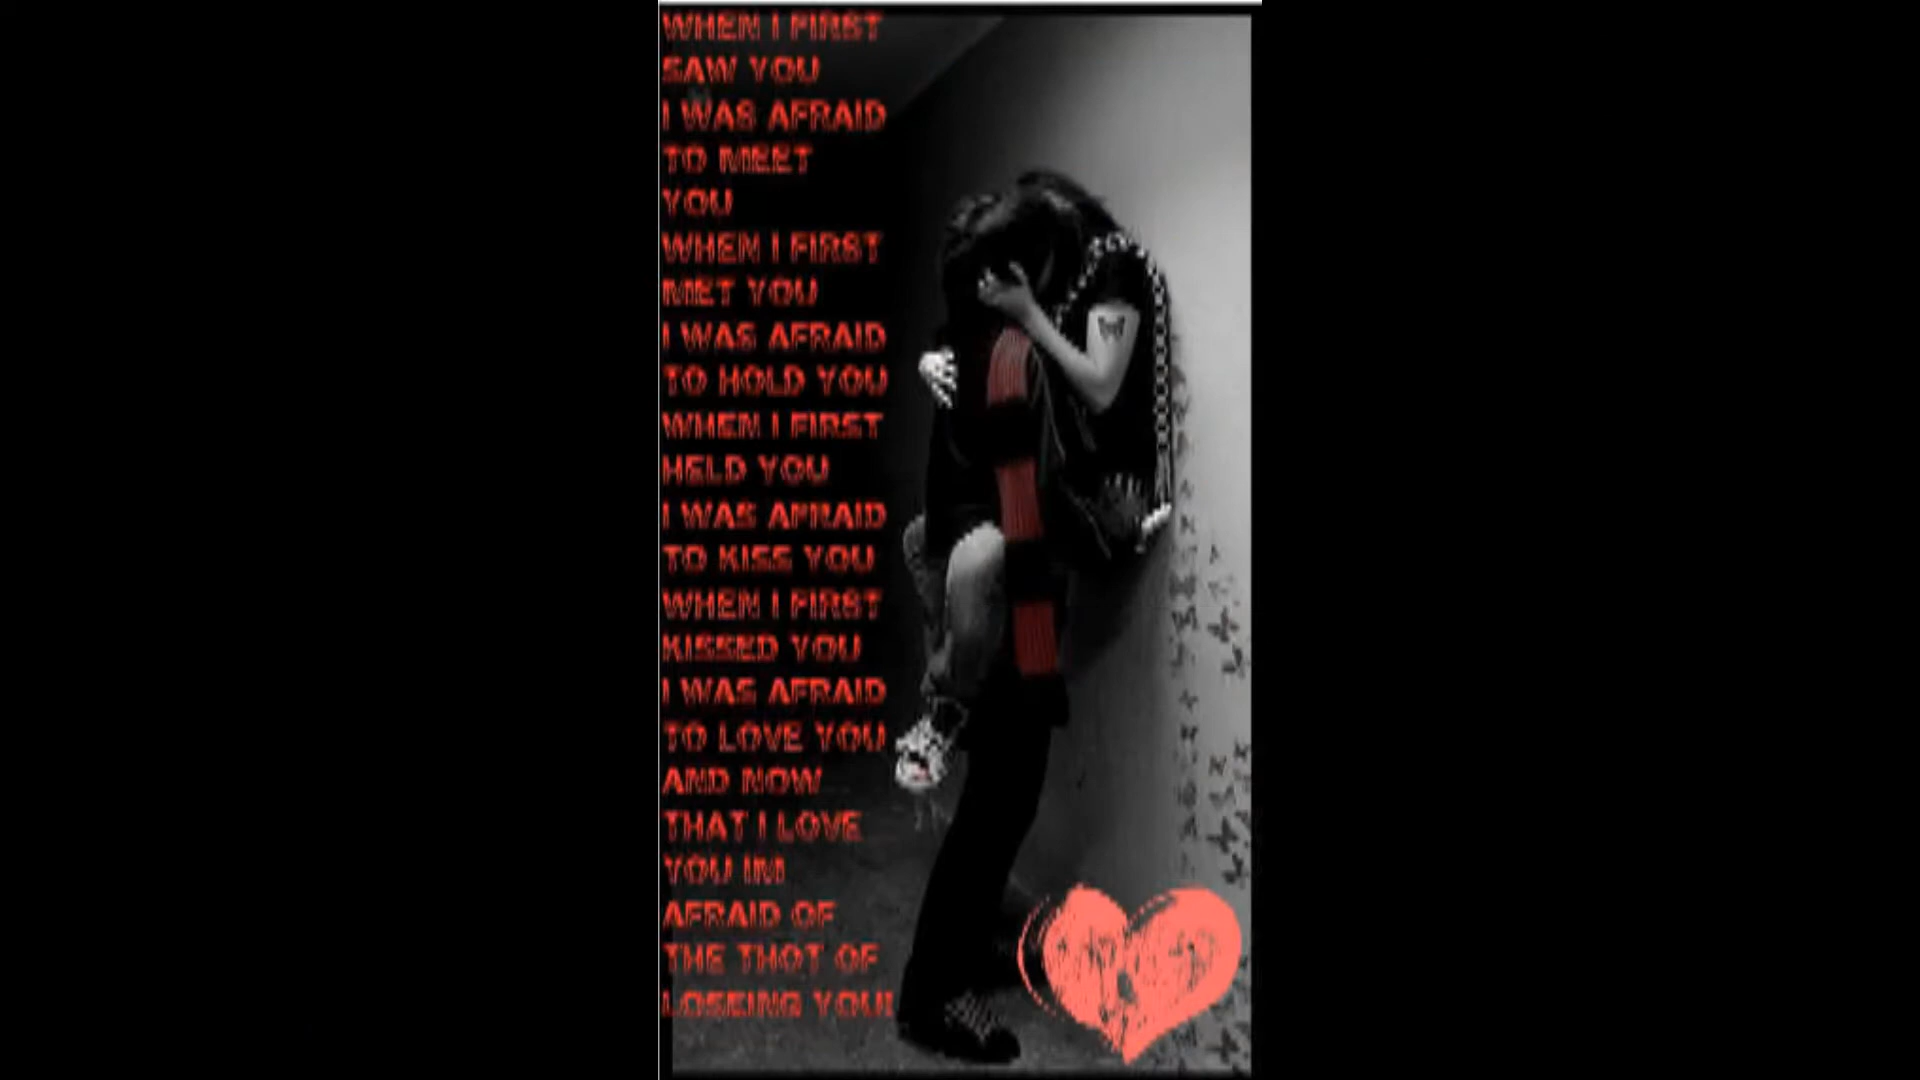 WHEN I FIRST
SAW YOU
I WAS AFRAID
TO MEET
YOU
WHEN I FIRST
MET YOU
I WAS AFRAID
TO HOLD YOU
WHEN I FIRST
HELD YOU
I WAS AFRAID
TO KISS YOU
WHEN I FIRST
KISSED YOU
I WAS AFRAID
TO LOVE YOU
AND NOW
THAT I LOVE
YOU IM
AFRAID OF
THE THOT OF
LOSEING YOU!